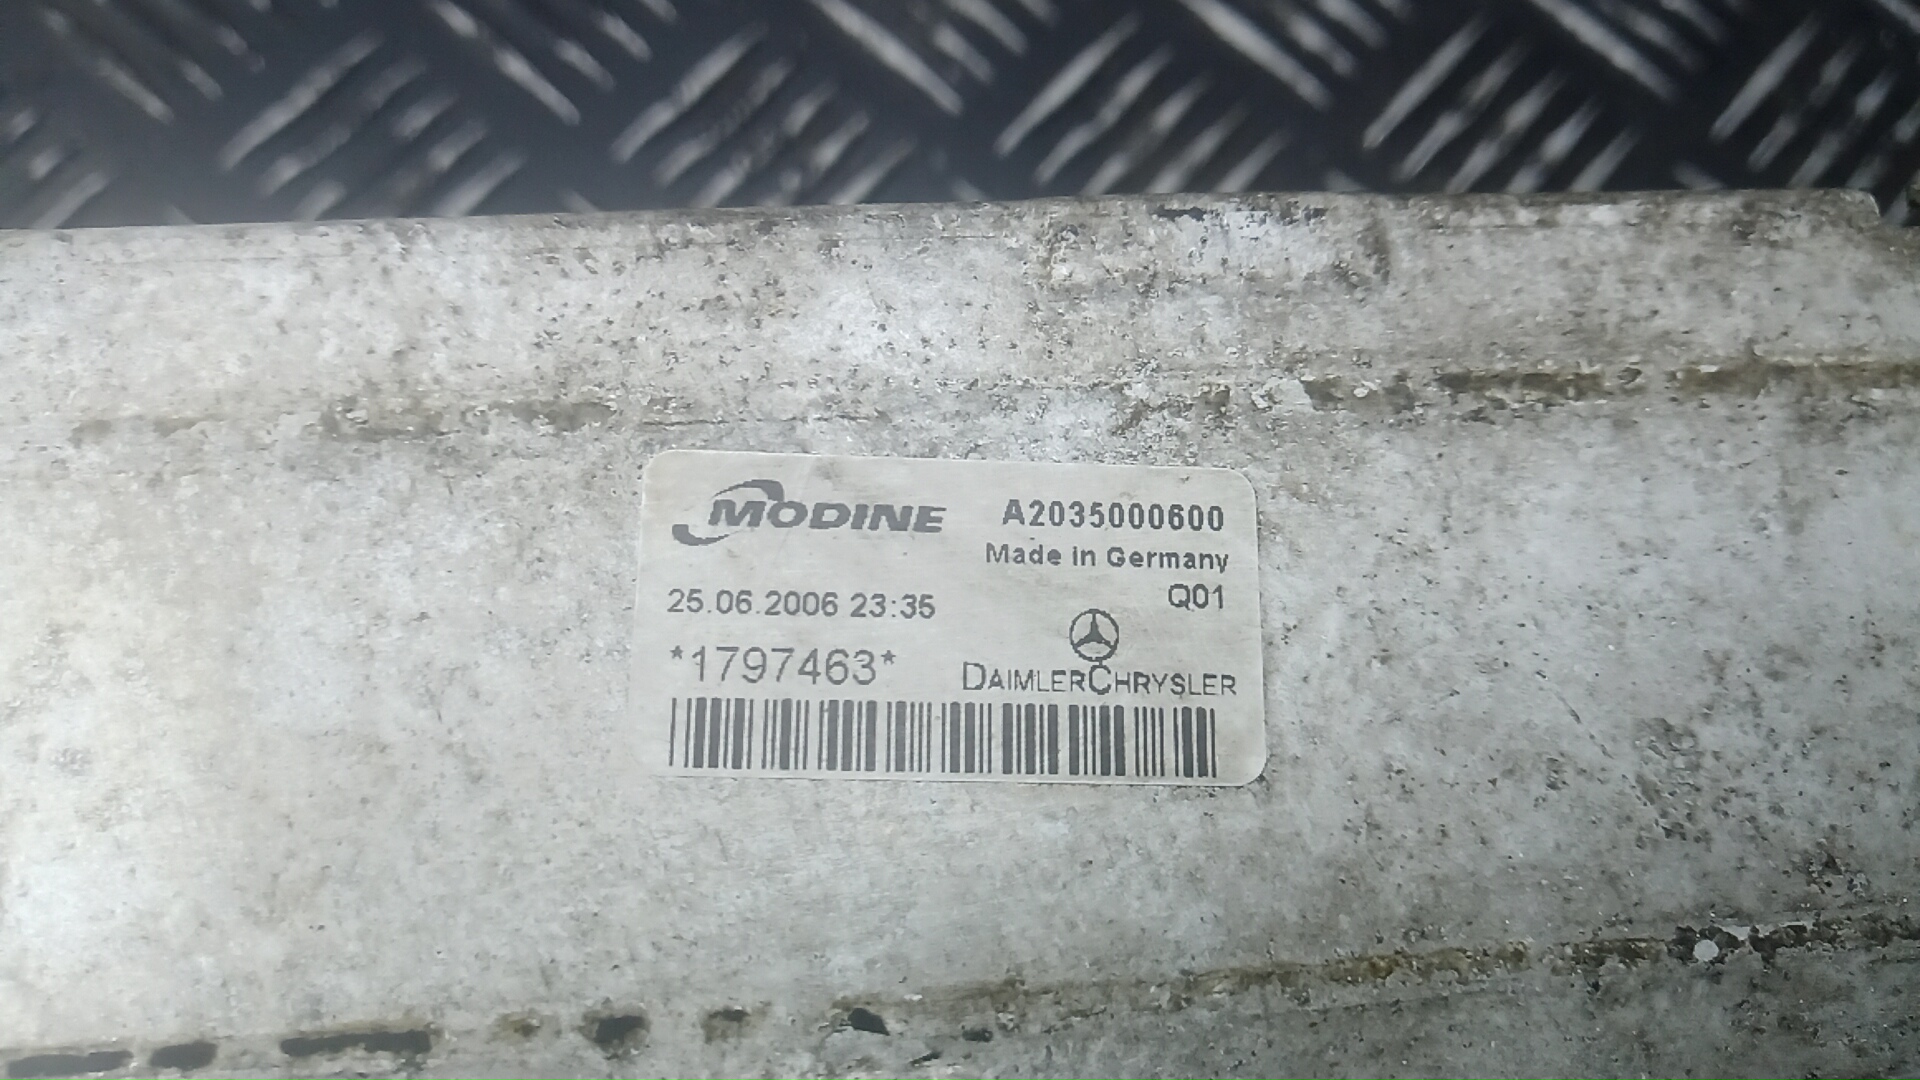 MODINE A2035000600
Made in Germany
Q01
25.06.2006 23:35
*1797463*
DAIMLERCHRYSLER